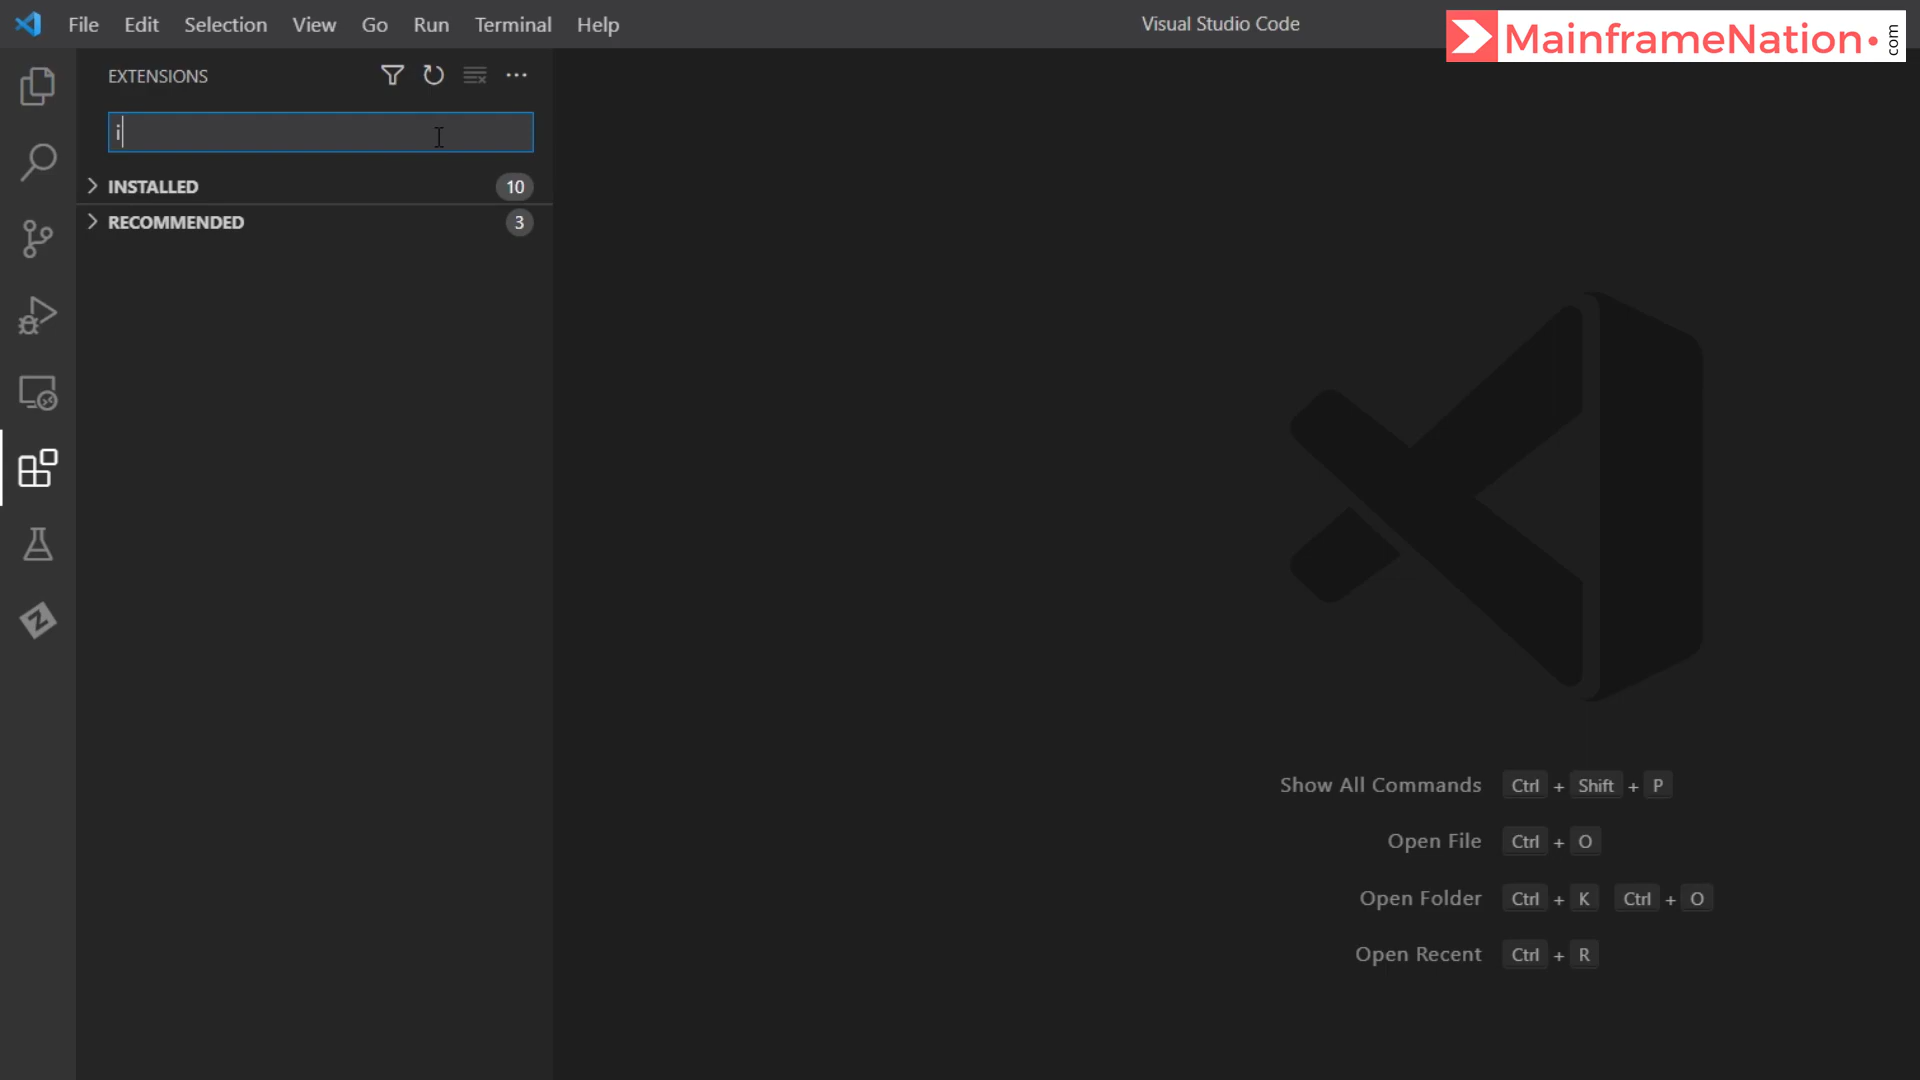 File Edit Selection View Go Run Terminal Help
Visual Studio Code
MainframeNation.com
EXTENSIONS
i
INSTALLED 10
RECOMMENDED 3
Show All Commands Ctrl + Shift + P
Open File Ctrl + O
Open Folder Ctrl + K Ctrl + O
Open Recent Ctrl + R